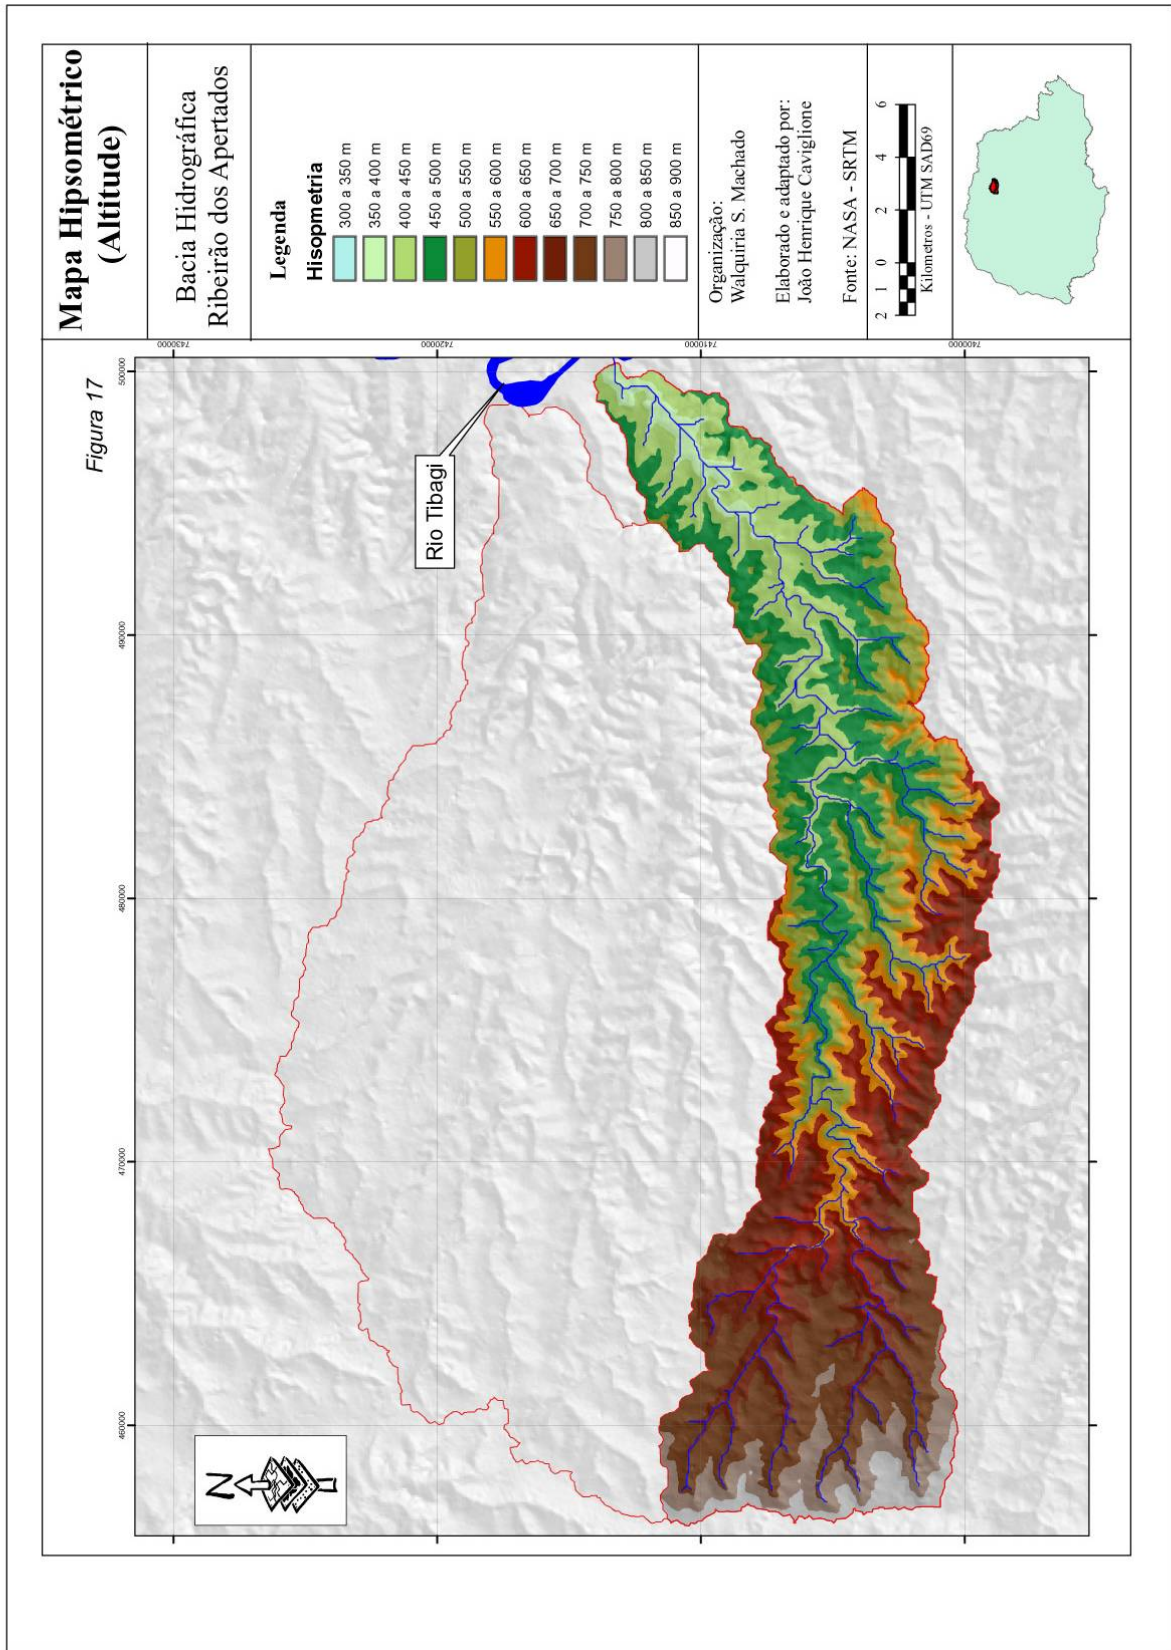 Figura 17
Mapa Hipsométrico
(Altitude)
Bacia Hidrográfica
Ribeirão dos Apertados
Legenda
Hisopmetria
300 a 350 m
350 a 400 m
400 a 450 m
450 a 500 m
500 a 550 m
550 a 600 m
600 a 650 m
650 a 700 m
700 a 750 m
750 a 800 m
800 a 850 m
850 a 900 m
Organização:
Walquiria S. Machado
Elaborado e adaptado por:
João Henrique Caviglione
Fonte: NASA - SRTM
2 1 0 2 4 6
Kilometros - UTM SAD69
N
Rio Tibagi
460000
470000
480000
490000
500000
7430000
7420000
7410000
7400000